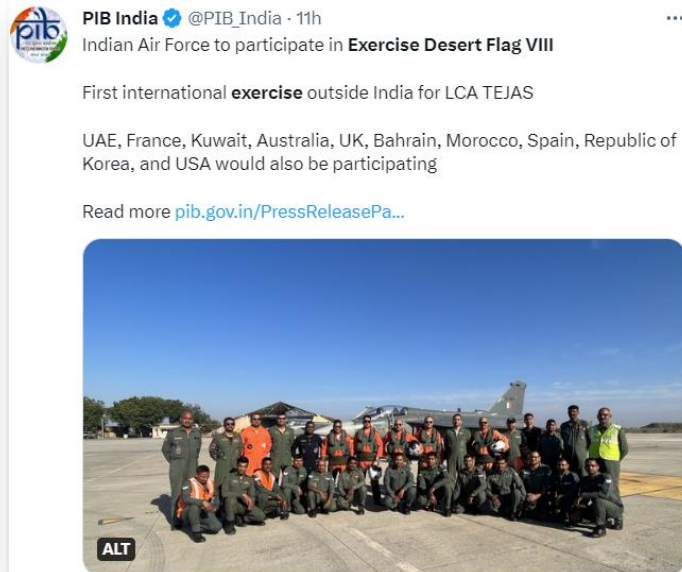 PIB India @PIB_India · 11h
Indian Air Force to participate in Exercise Desert Flag VIII
First international exercise outside India for LCA TEJAS
UAE, France, Kuwait, Australia, UK, Bahrain, Morocco, Spain, Republic of
Korea, and USA would also be participating
Read more pib.gov.in/PressReleasePa...
ALT
pib